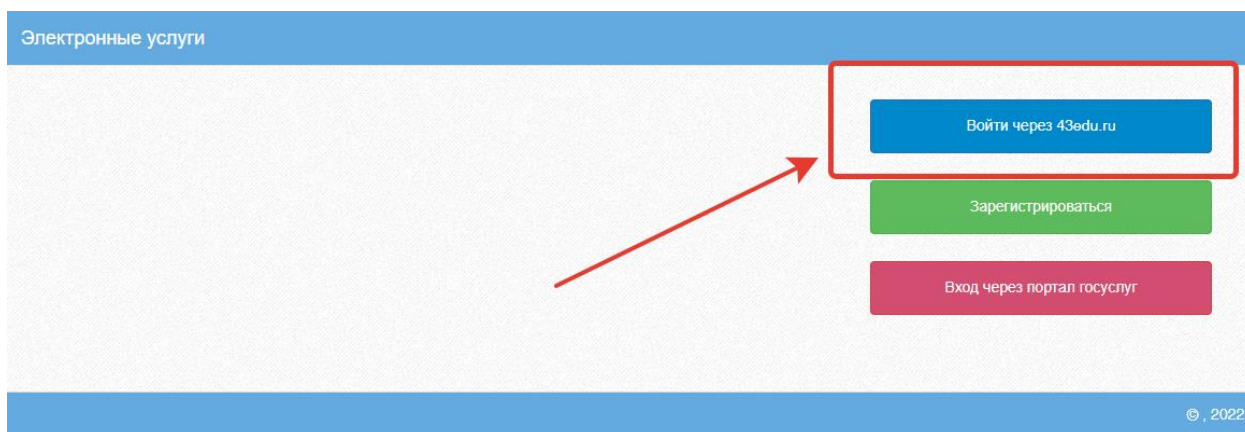 Электронные услуги
Войти через 43edu.ru
Зарегистрироваться
Вход через портал госуслуг
© , 2022